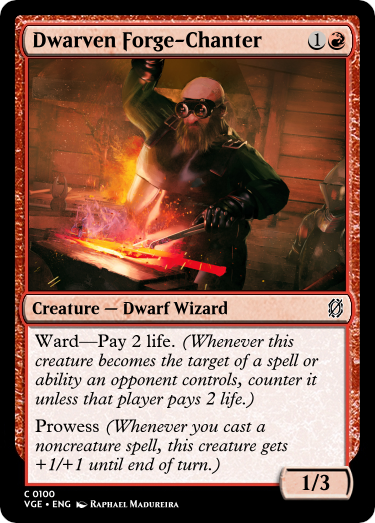 Dwarven Forge-Chanter 1
Creature — Dwarf Wizard
Ward—Pay 2 life. (Whenever this
creature becomes the target of a spell or
ability an opponent controls, counter it
unless that player pays 2 life.)
Prowess (Whenever you cast a
noncreature spell, this creature gets
+1/+1 until end of turn.)
1/3
C 0100
VGE • ENG Raphael Madureira